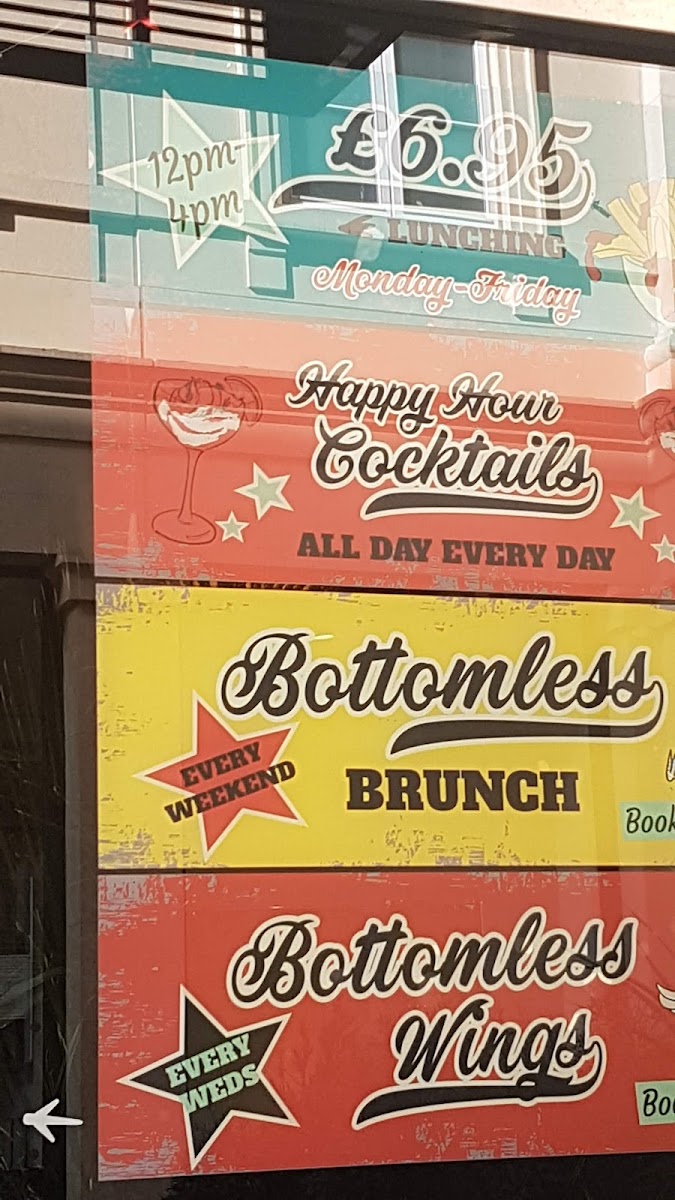 12pm-
4pm
£6.95
LUNCHING
Monday-Friday
Happy Hour
Cocktails
ALL DAY EVERY DAY
Bottomless
BRUNCH
EVERY
WEEKEND
Book
Bottomless
Wings
EVERY
WEDS